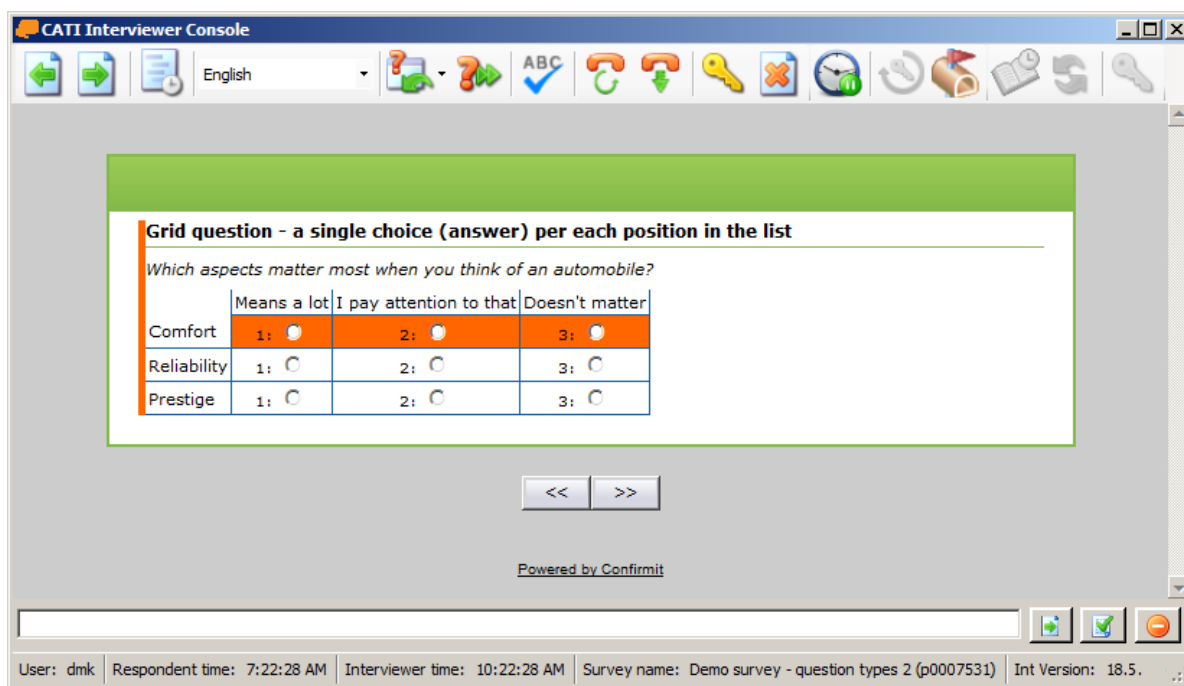 CATI Interviewer Console
English
ABC
Grid question - a single choice (answer) per each position in the list
Which aspects matter most when you think of an automobile?
Means a lot I pay attention to that Doesn't matter
Comfort 1: 2: 3:
Reliability 1: 2: 3:
Prestige 1: 2: 3:
<< >>
Powered by Confirmit
User: dmk Respondent time: 7:22:28 AM Interviewer time: 10:22:28 AM Survey name: Demo survey - question types 2 (p0007531) Int Version: 18.5.